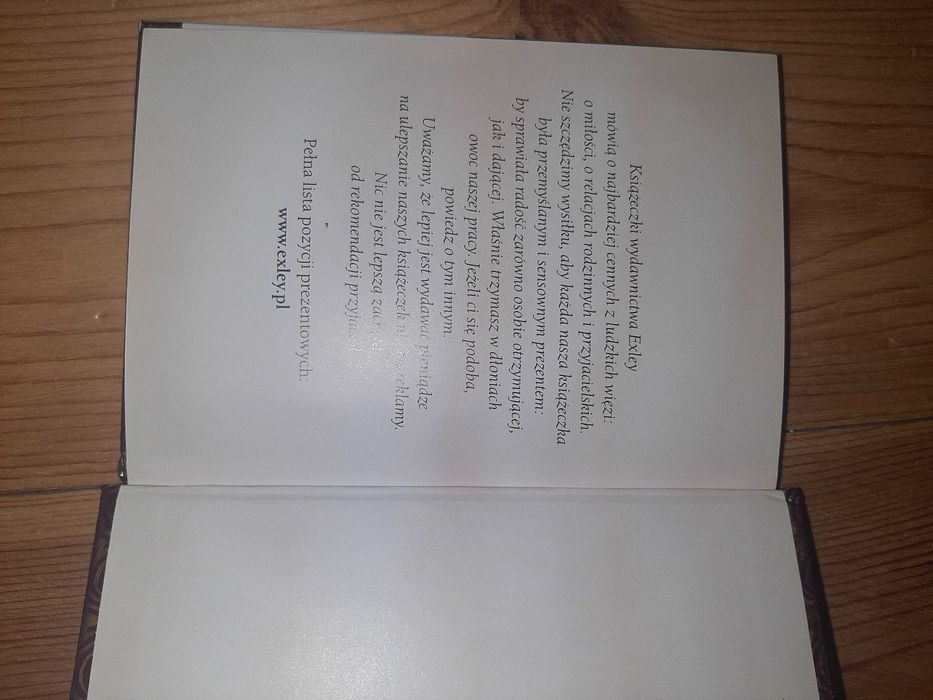 Książeczki wydawnictwa Exley
mówią o najbardziej cennych z ludzkich więzi:
o miłości, o relacjach rodzinnych i przyjacielskich.
Nie szczędzimy wysiłku, aby każda nasza książeczka
była przemyślanym i sensownym prezentem:
by sprawiała radość zarówno osobie otrzymującej,
jak i dającej. Właśnie trzymasz w dłoniach
owoc naszej pracy. Jeżeli ci się podoba,
powiedz o tym innym.
Uważamy, że lepiej jest wydawać pieniądze
na ulepszanie naszych książeczek reklamy.
Nic nie jest lepszą
od rekomendacji
Pełna lista pozycji prezentowych:
www.exley.pl